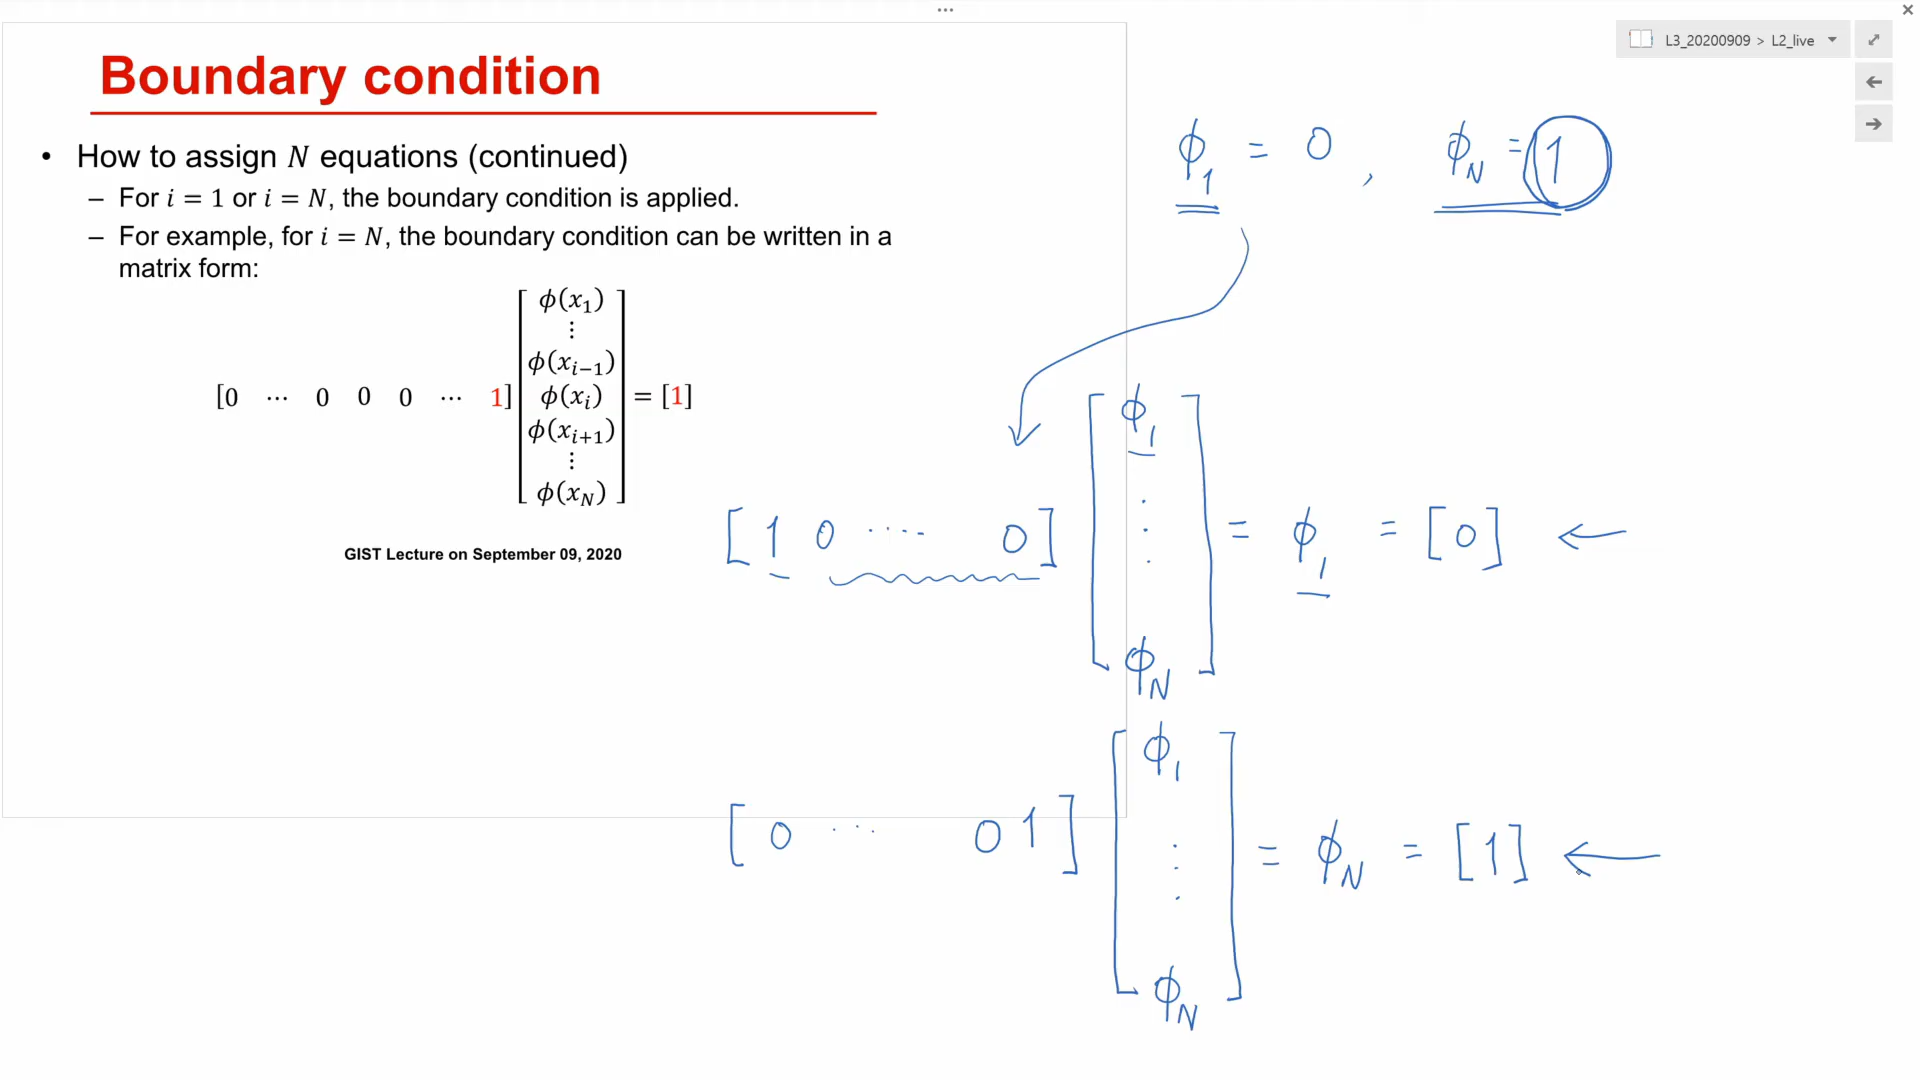 L3_20200909 > L2_live
Boundary condition
• How to assign N equations (continued)
– For i = 1 or i = N, the boundary condition is applied.
– For example, for i = N, the boundary condition can be written in a
matrix form:
[0 ⋯ 0 0 0 ⋯ 1] [ϕ(x₁) ⋮ ϕ(xᵢ₋₁) ϕ(xᵢ) ϕ(xᵢ₊₁) ⋮ ϕ(x_N)] = [1]
GIST Lecture on September 09, 2020
ϕ₁ = 0 , ϕ_N = 1
[1 0 ⋯ 0] [ϕ₁ ⋮ ϕ_N] = ϕ₁ = [0] ←
[0 ⋯ 0 1] [ϕ₁ ⋮ ϕ_N] = ϕ_N = [1] ←